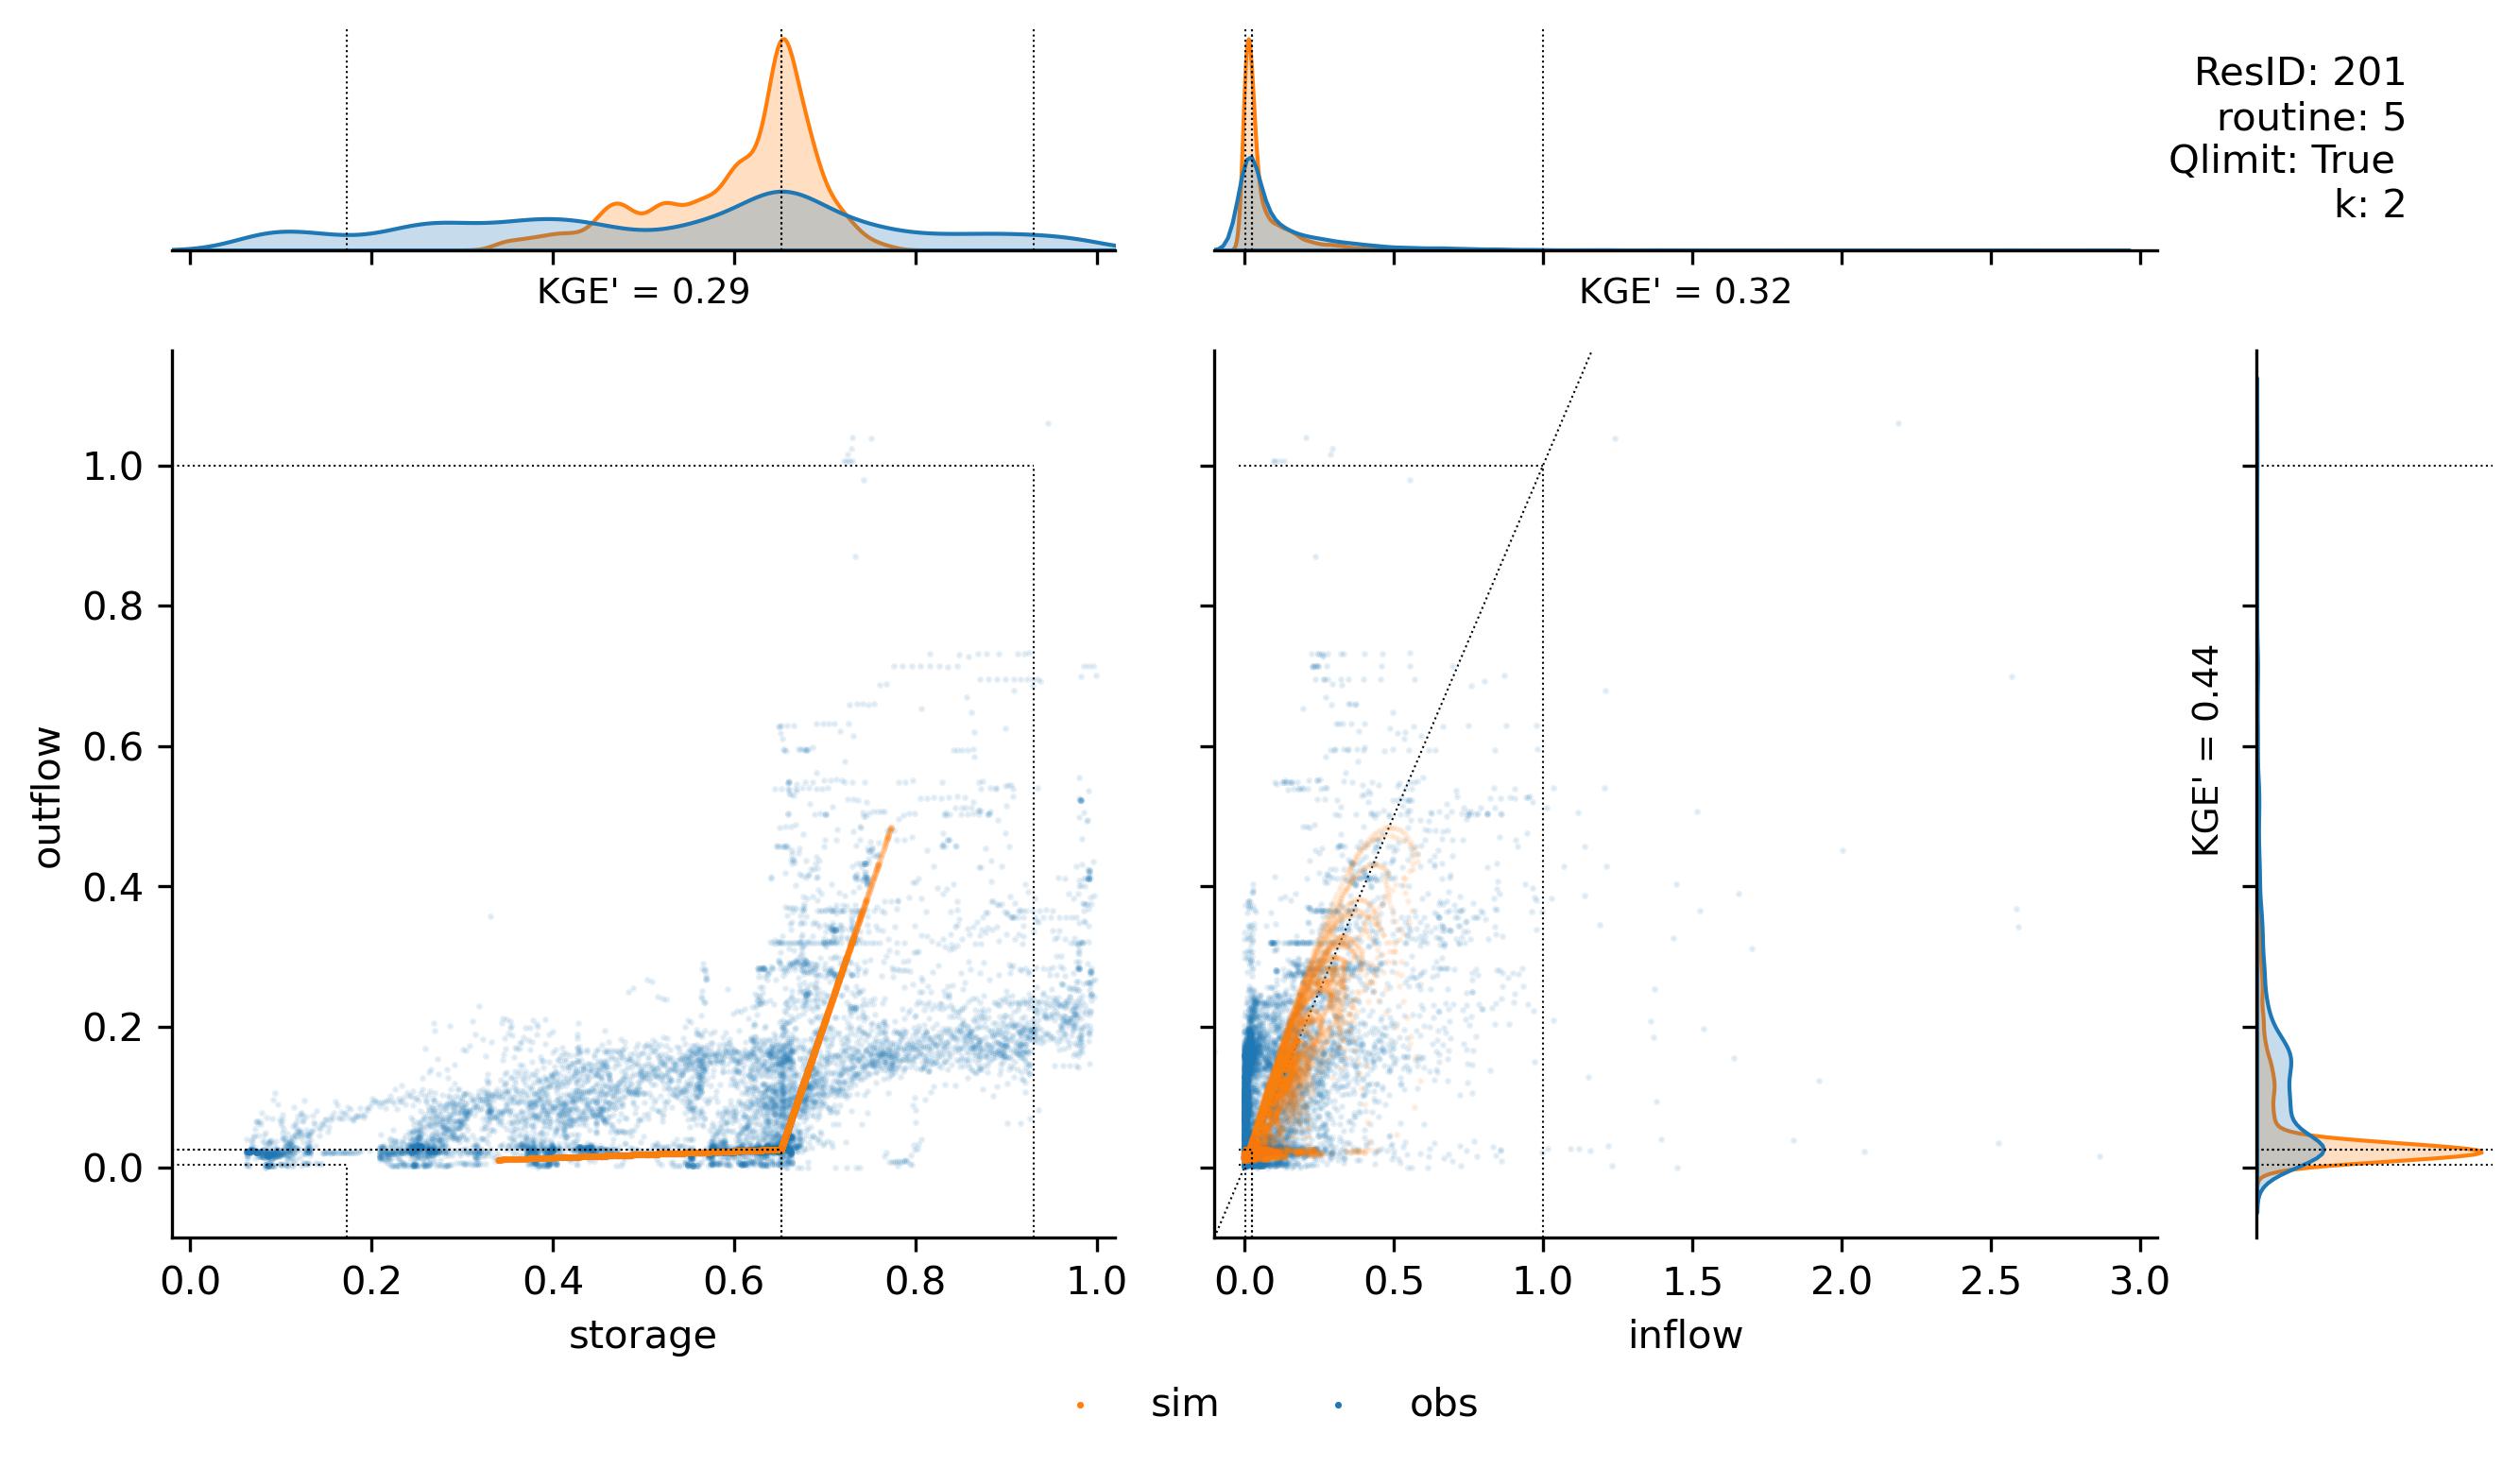 ResID: 201
routine: 5
Qlimit: True
k: 2
KGE' = 0.29
KGE' = 0.32
outflow
1.0
0.8
0.6
0.4
0.2
0.0
KGE' = 0.44
0.0 0.2 0.4 0.6 0.8 1.0
0.0 0.5 1.0 1.5 2.0 2.5 3.0
storage
inflow
sim obs